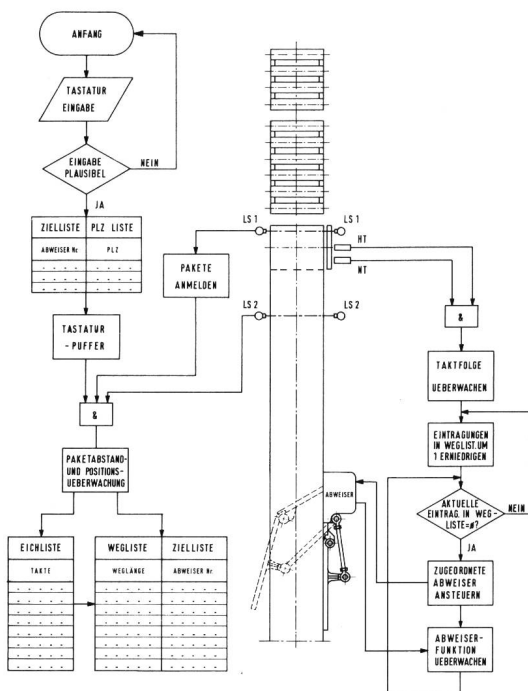 ANFANG
TASTATUR
EINGABE
EINGABE
PLAUSIBEL
NEIN
JA
ZIELLISTE PLZ LISTE
ABWEISER Nr. PLZ
TASTATUR
-PUFFER
&
PAKETABSTAND-
UND POSITIONS-
UEBERWACHUNG
EICHLISTE
TAKTE
WEGLISTE ZIELLISTE
WEGLÄNGE ABWEISER Nr.
PAKETE
ANMELDEN
LS 1 LS 1
HT
NT
LS 2 LS 2
ABWEISER
&
TAKTFOLGE
UEBERWACHEN
EINTRAGUNGEN
IN WEGLIST. UM
1 ERNIEDRIGEN
AKTUELLE
EINTRAG. IN WEG-
LISTE=ø?
NEIN
JA
ZUGEORDNETE
ABWEISER
ANSTEUERN
ABWEISER-
FUNKTION
UEBERWACHEN